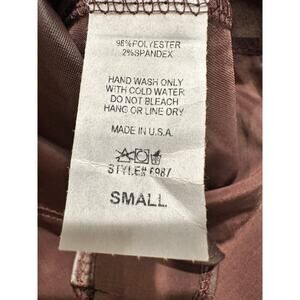 98% POLYESTER
2% SPANDEX
HAND WASH ONLY
WITH COLD WATER
DO NOT BLEACH
HANG OR LINE DRY
MADE IN U.S.A.
STYLE# 6987
SMALL